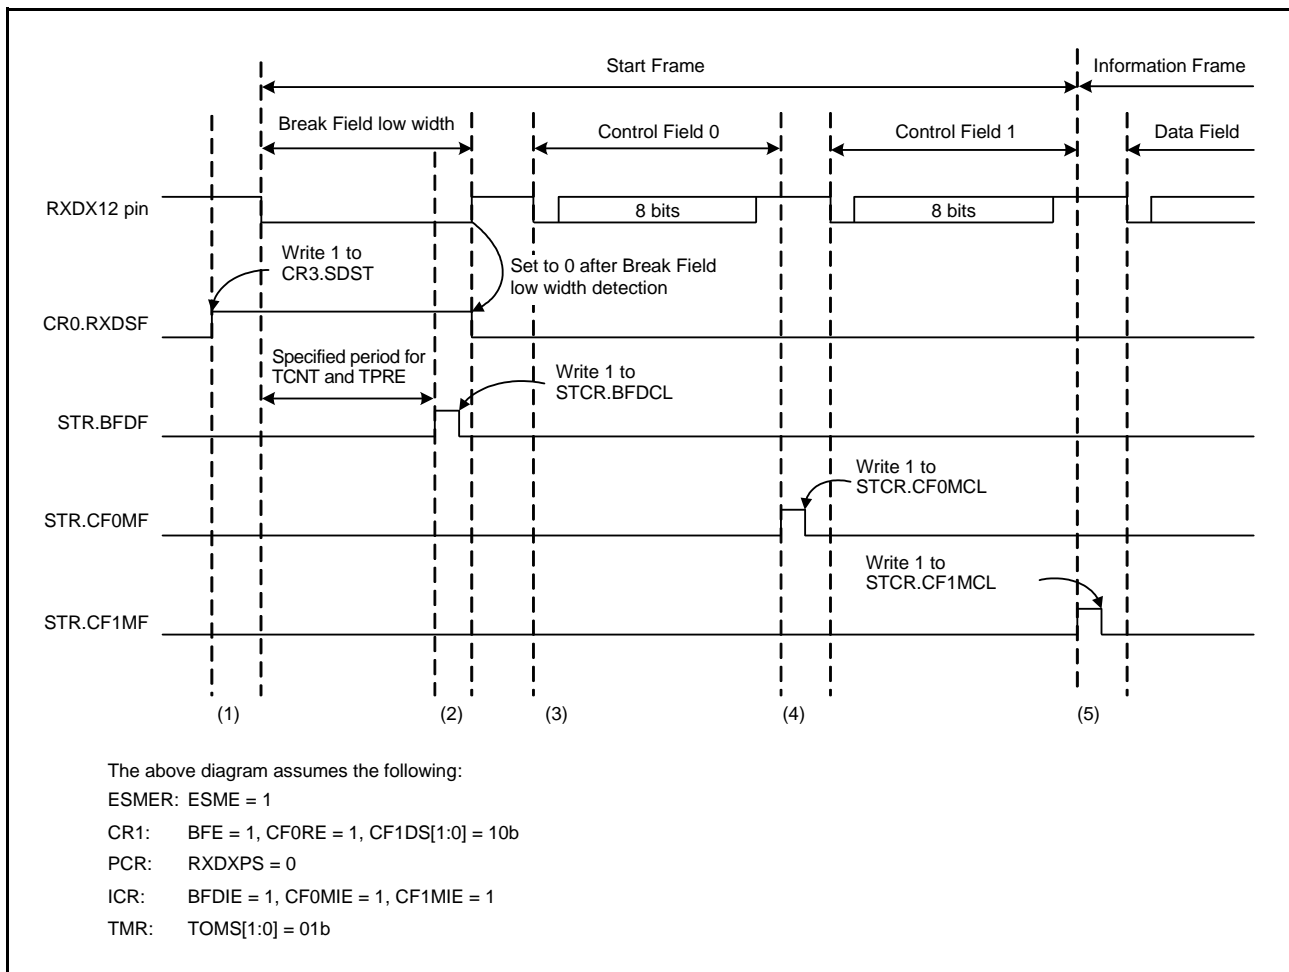 Start Frame
Information Frame
Break Field low width
Control Field 0
Control Field 1
Data Field
RXDX12 pin
8 bits
8 bits
Write 1 to
CR3.SDST
Set to 0 after Break Field
low width detection
CR0.RXDSF
Specified period for
TCNT and TPRE
Write 1 to
STCR.BFDCL
STR.BFDF
Write 1 to
STCR.CF0MCL
STR.CF0MF
Write 1 to
STCR.CF1MCL
STR.CF1MF
(1)
(2)
(3)
(4)
(5)
The above diagram assumes the following:
ESMER: ESME = 1
CR1: BFE = 1, CF0RE = 1, CF1DS[1:0] = 10b
PCR: RXDXPS = 0
ICR: BFDIE = 1, CF0MIE = 1, CF1MIE = 1
TMR: TOMS[1:0] = 01b